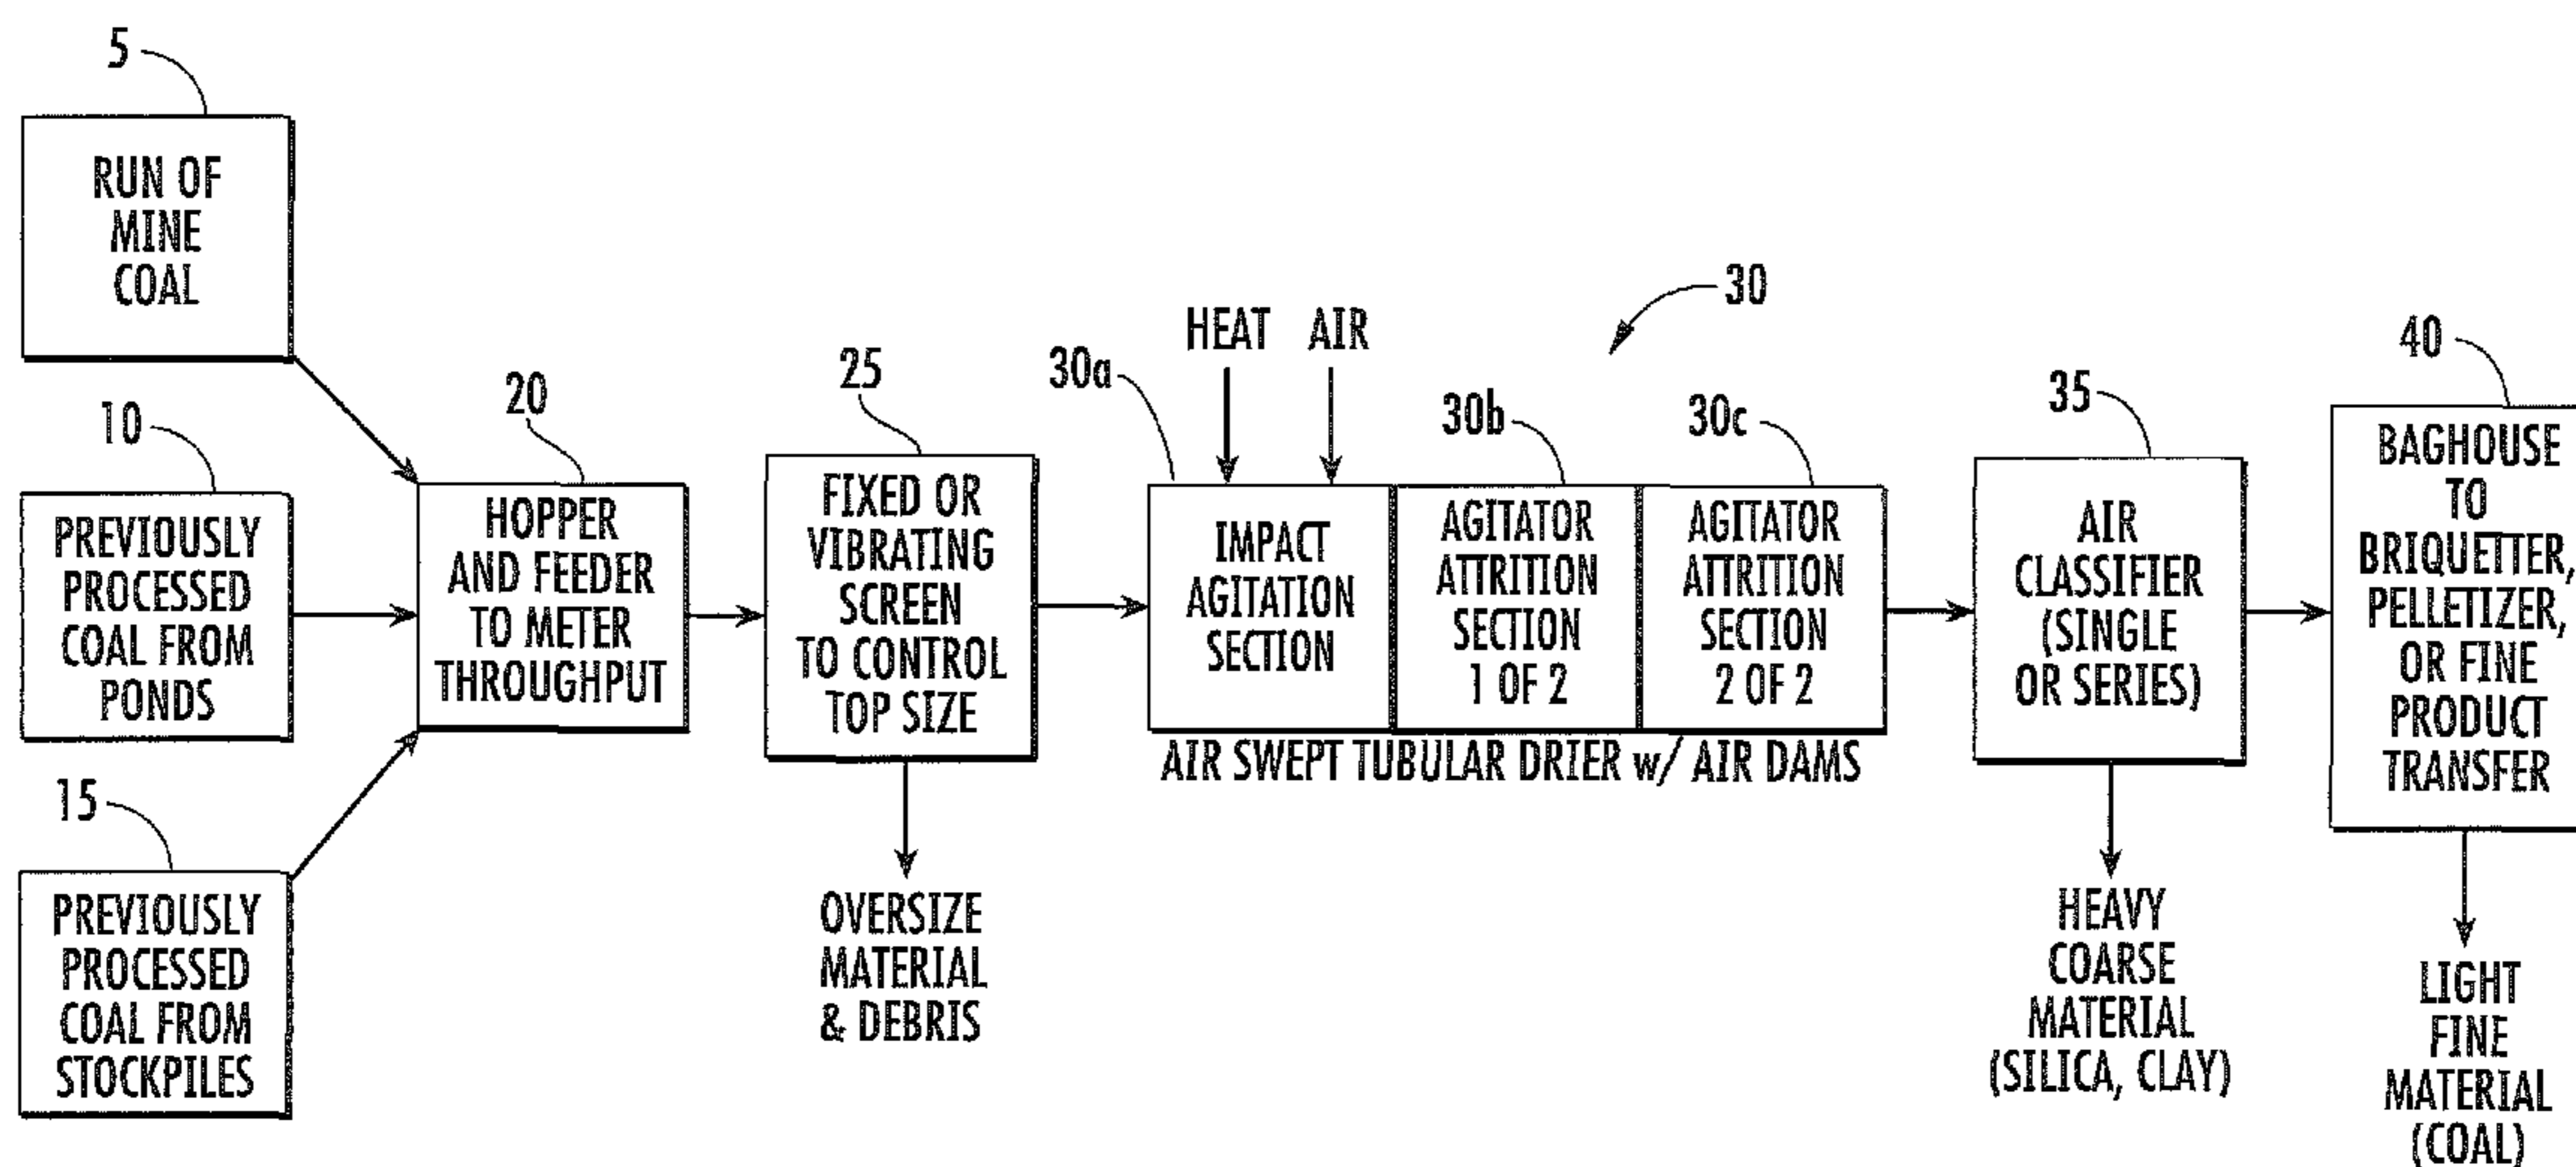 5
RUN OF
MINE
COAL
10
PREVIOUSLY
PROCESSED
COAL FROM
PONDS
15
PREVIOUSLY
PROCESSED
COAL FROM
STOCKPILES
20
HOPPER
AND FEEDER
TO METER
THROUGHPUT
25
FIXED OR
VIBRATING
SCREEN
TO CONTROL
TOP SIZE
OVERSIZE
MATERIAL
& DEBRIS
30
HEAT AIR
30a
IMPACT
AGITATION
SECTION
30b
AGITATOR
ATTRITION
SECTION
1 OF 2
30c
AGITATOR
ATTRITION
SECTION
2 OF 2
AIR SWEPT TUBULAR DRIER w/ AIR DAMS
35
AIR
CLASSIFIER
(SINGLE
OR SERIES)
HEAVY
COARSE
MATERIAL
(SILICA, CLAY)
40
BAGHOUSE
TO
BRIQUETTER,
PELLETIZER,
OR FINE
PRODUCT
TRANSFER
LIGHT
FINE
MATERIAL
(COAL)